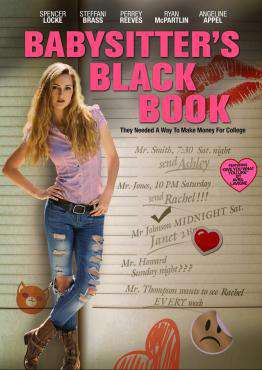 SPENCER LOCKE
STEFFANI BRASS
PERREY REEVES
RYAN McPARTLIN
ANGELINE APPEL
BABYSITTER'S
BLACK
BOOK
They Needed A Way To Make Money For College
Mr. Smith, 7:30 Sat. night
send Ashley
Mr. Jones, 10 PM Saturday
send Rachel!!!
Mr Johnson MIDNIGHT Sat.
Janet
Mr. Howard
Sunday night???
Mr. Thompson wants to see Rachel
EVERY week